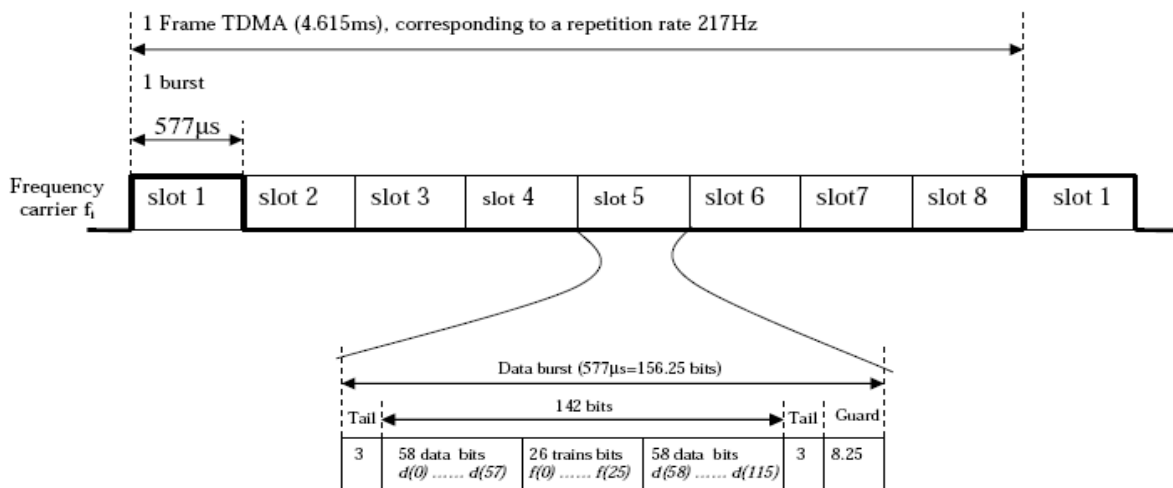 1 Frame TDMA (4.615ms), corresponding to a repetition rate 217Hz
1 burst
577µs
Frequency
carrier fi
slot 1 slot 2 slot 3 slot 4 slot 5 slot 6 slot7 slot 8 slot 1
Data burst (577µs=156.25 bits)
Tail 142 bits Tail Guard
3 58 data bits 26 trains bits 58 data bits 3 8.25
d(0) ...... d(57) f(0) ...... f(25) d(58) ...... d(115)